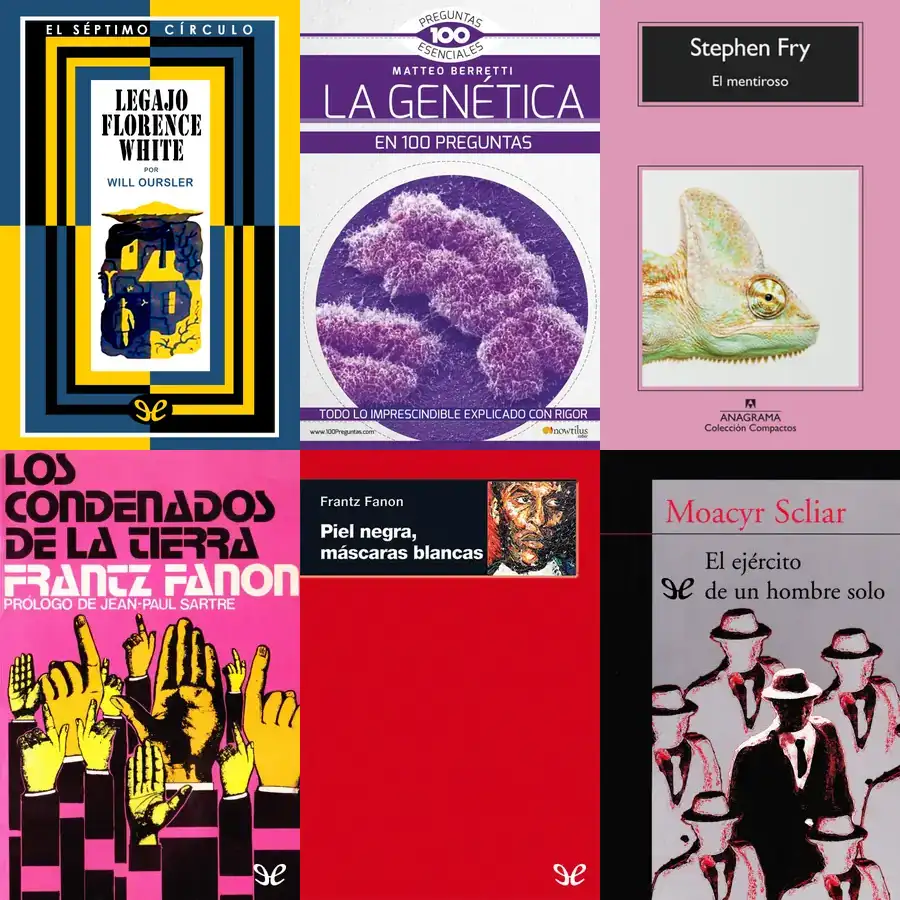 EL SÉPTIMO CÍRCULO
LEGAJO
FLORENCE
WHITE
POR
WILL OURSLER
PREGUNTAS
100
ESENCIALES
MATTEO BERRETTI
LA GENÉTICA
EN 100 PREGUNTAS
TODO LO IMPRESCINDIBLE EXPLICADO CON RIGOR
www.100Preguntas.com
nowtilus
Stephen Fry
El mentiroso
ANAGRAMA
Colección Compactos
LOS
CONDENADOS
DE LA TIERRA
FRANTZ FANON
PRÓLOGO DE JEAN-PAUL SARTRE
Frantz Fanon
Piel negra,
máscaras blancas
Moacyr Scliar
El ejército
de un hombre solo